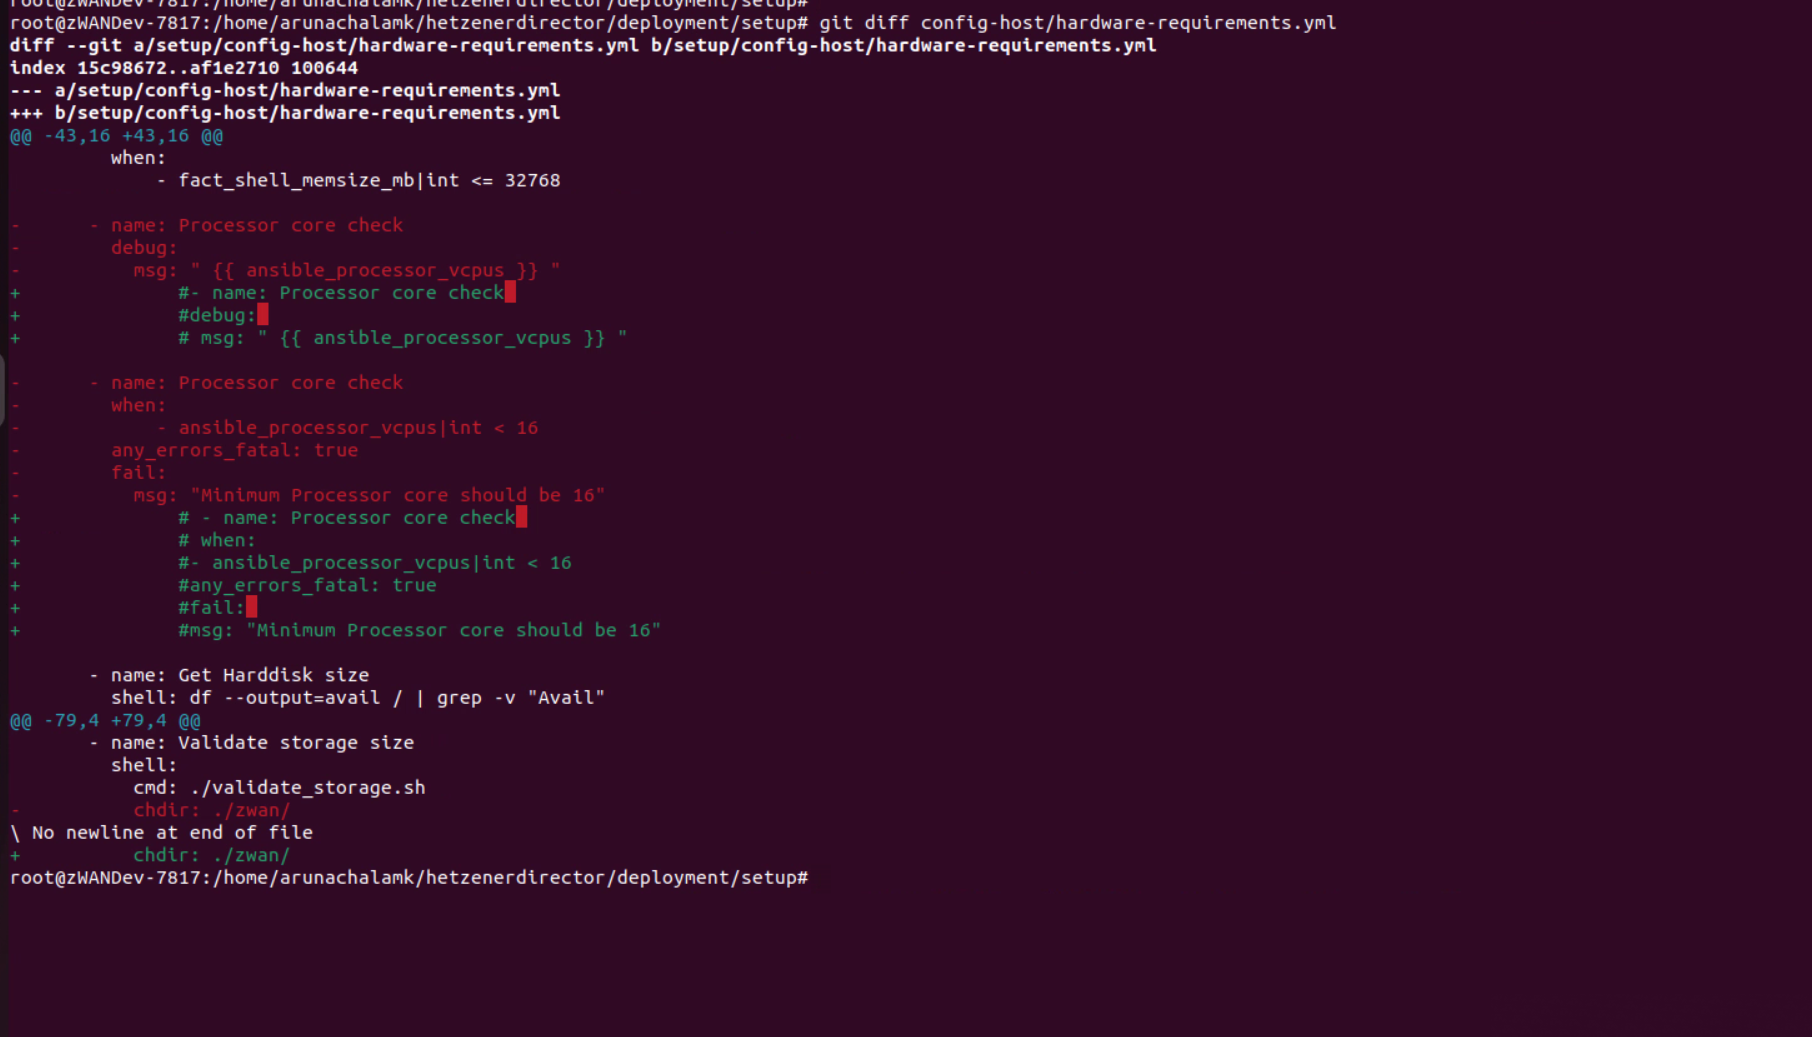 root@zWANDev-7817:/home/arunachalamk/hetzenerdirector/deployment/setup#
root@zWANDev-7817:/home/arunachalamk/hetzenerdirector/deployment/setup# git diff config-host/hardware-requirements.yml
diff --git a/setup/config-host/hardware-requirements.yml b/setup/config-host/hardware-requirements.yml
index 15c98672..af1e2710 100644
--- a/setup/config-host/hardware-requirements.yml
+++ b/setup/config-host/hardware-requirements.yml
@@ -43,16 +43,16 @@
         when:
             - fact_shell_memsize_mb|int <= 32768

-      - name: Processor core check
-        debug:
-          msg: " {{ ansible_processor_vcpus }} "
+              #- name: Processor core check
+              #debug:
+              # msg: " {{ ansible_processor_vcpus }} "

-      - name: Processor core check
-        when:
-            - ansible_processor_vcpus|int < 16
-        any_errors_fatal: true
-        fail:
-          msg: "Minimum Processor core should be 16"
+              # - name: Processor core check
+              # when:
+              #- ansible_processor_vcpus|int < 16
+              #any_errors_fatal: true
+              #fail:
+              #msg: "Minimum Processor core should be 16"

       - name: Get Harddisk size
         shell: df --output=avail / | grep -v "Avail"
@@ -79,4 +79,4 @@
       - name: Validate storage size
         shell:
           cmd: ./validate_storage.sh
-          chdir: ./zwan/
\ No newline at end of file
+          chdir: ./zwan/
root@zWANDev-7817:/home/arunachalamk/hetzenerdirector/deployment/setup#